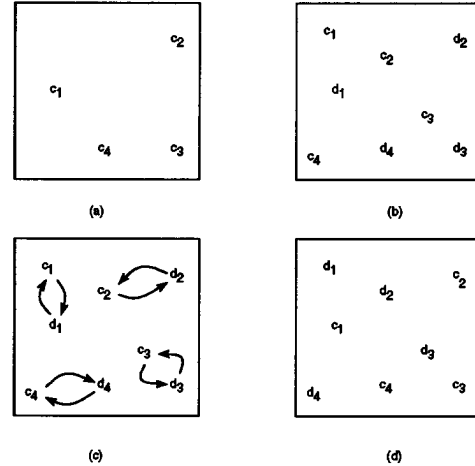 c2
c1
c4 c3
(a)
c1 d2
c2
d1
c3
c4 d4 d3
(b)
c1 d2
c2
d1
c3
c4 d4 d3
(c)
d1 c2
d2
c1
d3
d4 c4 c3
(d)